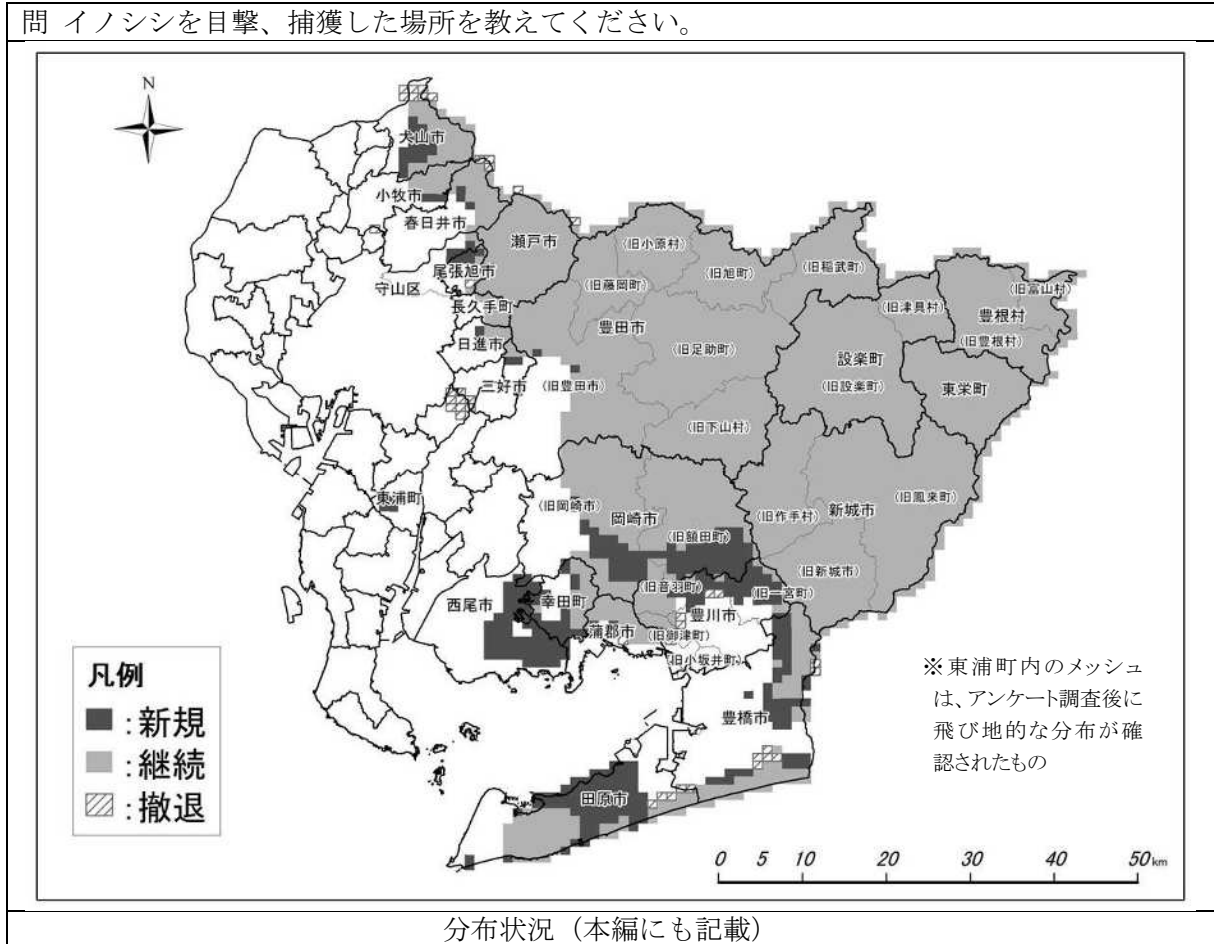 問 イノシシを目撃、捕獲した場所を教えてください。
N
犬山市
小牧市
春日井市
瀬戸市
(旧小原村)
(旧旭町)
(旧稲武町)
尾張旭市
守山区
(旧藤岡町)
(旧津具村)
(旧富山村)
豊根村
長久手町
豊田市
(旧豊根村)
日進市
(旧足助町)
設楽町
三好市
(旧豊田市)
(旧設楽町)
東栄町
(旧下山村)
東浦町
(旧岡崎市)
岡崎市
(旧作手村)
新城市
(旧鳳来町)
(旧額田町)
(旧新城市)
西尾市
幸田町
(旧音羽町)
(旧一宮町)
豊川市
蒲郡市
(旧御津町)
(旧小坂井町)
豊橋市
田原市
凡例
:新規
:継続
:撤退
※東浦町内のメッシュ
は、アンケート調査後に
飛び地的な分布が確
認されたもの
0 5 10 20 30 40 50 km
分布状況(本編にも記載)